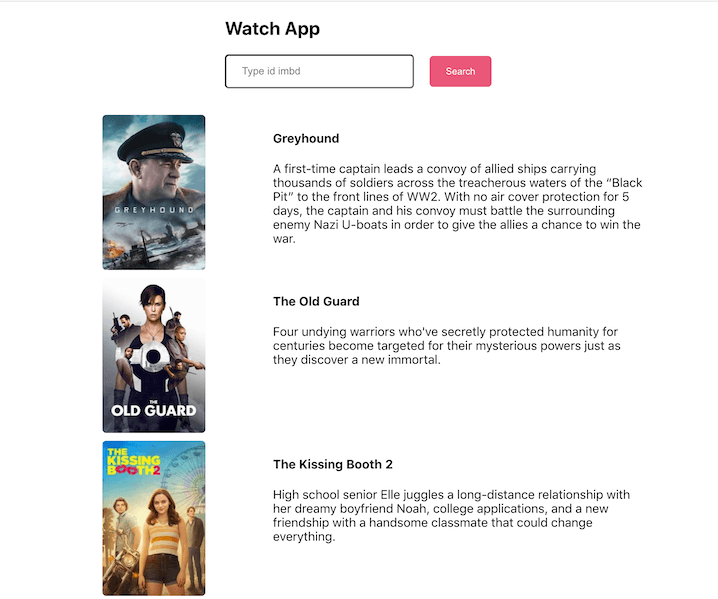 Watch App
Type id imbd
Search
GREYHOUND
Greyhound
A first-time captain leads a convoy of allied ships carrying
thousands of soldiers across the treacherous waters of the “Black
Pit” to the front lines of WW2. With no air cover protection for 5
days, the captain and his convoy must battle the surrounding
enemy Nazi U-boats in order to give the allies a chance to win the
war.
THE
OLD GUARD
The Old Guard
Four undying warriors who've secretly protected humanity for
centuries become targeted for their mysterious powers just as
they discover a new immortal.
THE
KISSING
BOOTH2
The Kissing Booth 2
High school senior Elle juggles a long-distance relationship with
her dreamy boyfriend Noah, college applications, and a new
friendship with a handsome classmate that could change
everything.